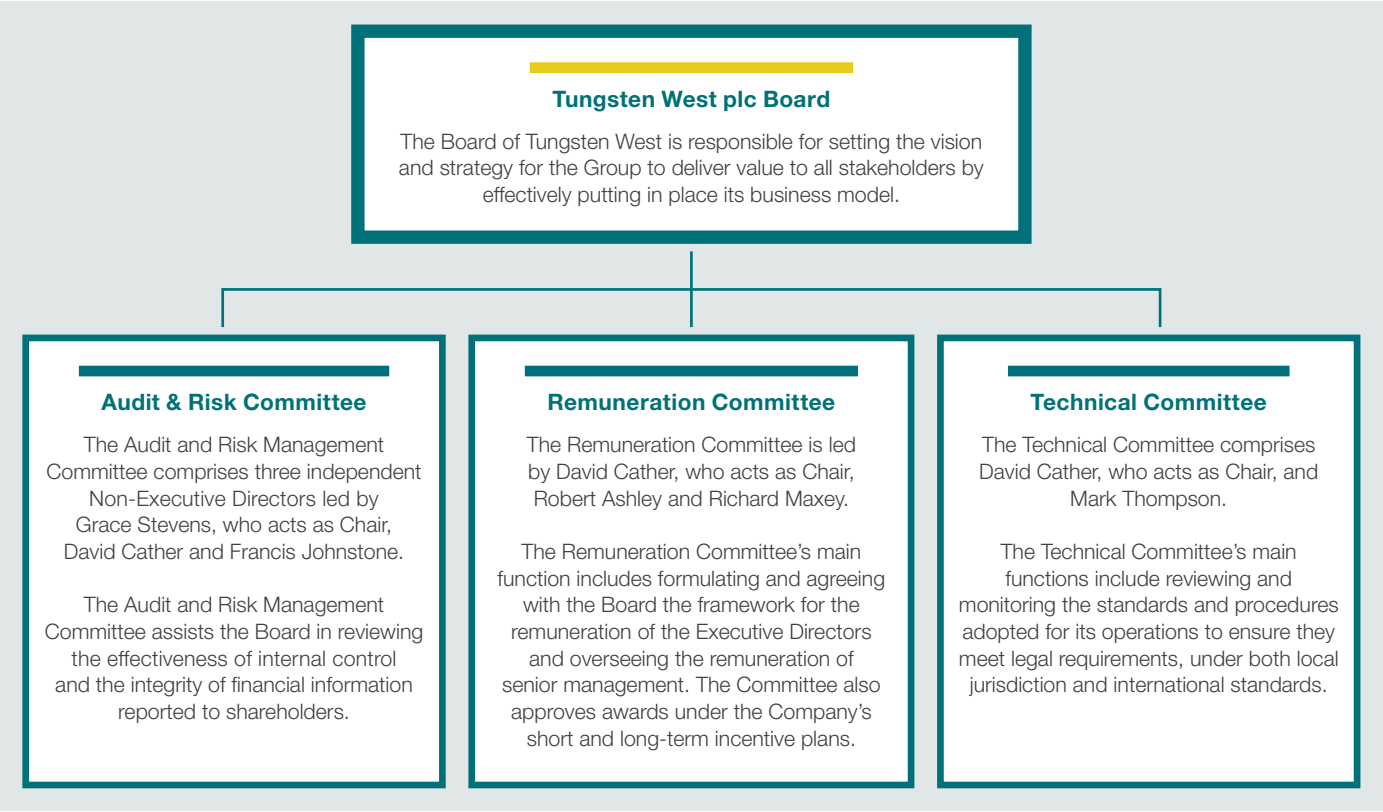 Tungsten West plc Board
The Board of Tungsten West is responsible for setting the vision
and strategy for the Group to deliver value to all stakeholders by
effectively putting in place its business model.
Audit & Risk Committee
The Audit and Risk Management
Committee comprises three independent
Non-Executive Directors led by
Grace Stevens, who acts as Chair,
David Cather and Francis Johnstone.
The Audit and Risk Management
Committee assists the Board in reviewing
the effectiveness of internal control
and the integrity of financial information
reported to shareholders.
Remuneration Committee
The Remuneration Committee is led
by David Cather, who acts as Chair,
Robert Ashley and Richard Maxey.
The Remuneration Committee's main
function includes formulating and agreeing
with the Board the framework for the
remuneration of the Executive Directors
and overseeing the remuneration of
senior management. The Committee also
approves awards under the Company's
short and long-term incentive plans.
Technical Committee
The Technical Committee comprises
David Cather, who acts as Chair, and
Mark Thompson.
The Technical Committee's main
functions include reviewing and
monitoring the standards and procedures
adopted for its operations to ensure they
meet legal requirements, under both local
jurisdiction and international standards.